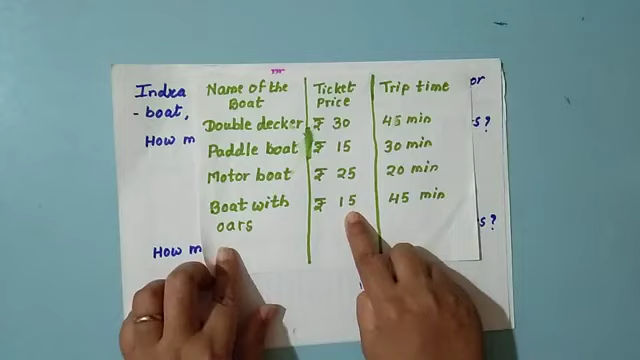 Indra
- boat,
How m
or
s?
How m
s?
Name of the Boat | Ticket Price | Trip time
Double decker | ₹ 30 | 45 min
Paddle boat | ₹ 15 | 30 min
Motor boat | ₹ 25 | 20 min
Boat with oars | ₹ 15 | 45 min